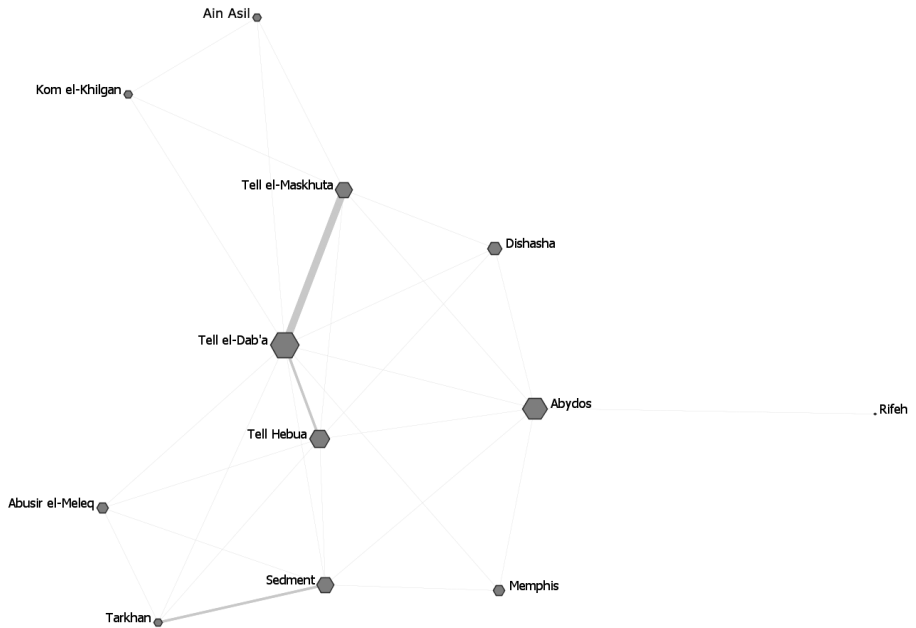 Ain Asil
Kom el-Khilgan
Tell el-Maskhuta
Dishasha
Tell el-Dab'a
Abydos
Rifeh
Tell Hebua
Abusir el-Meleq
Sedment
Memphis
Tarkhan